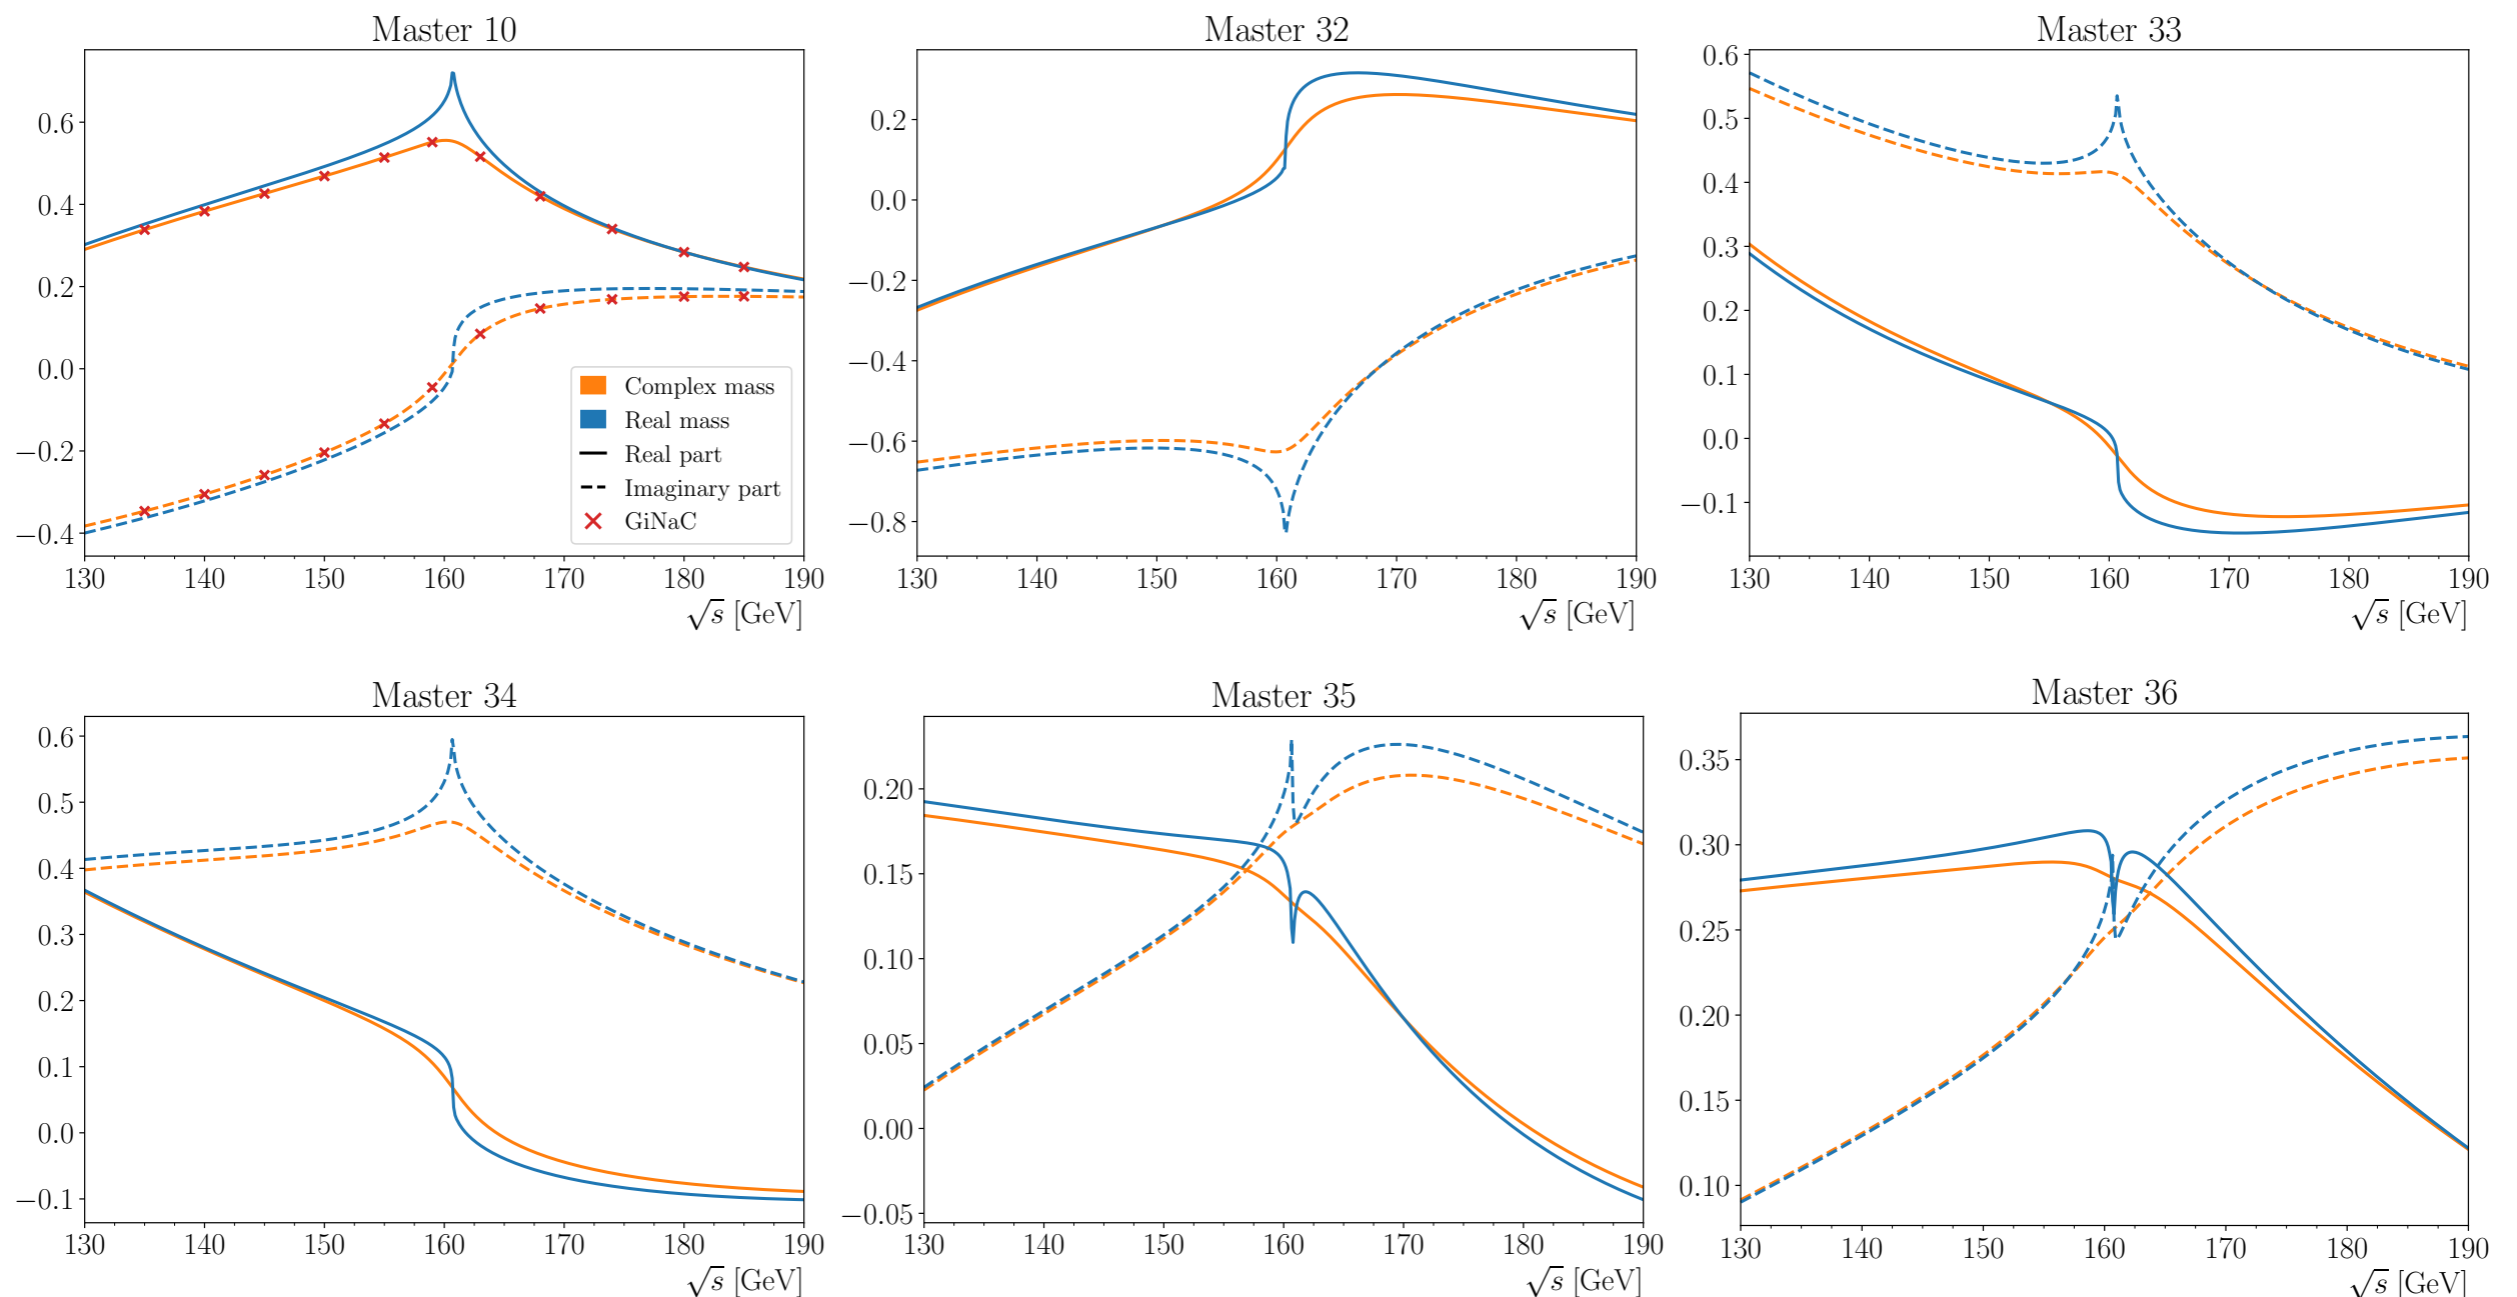 Master 10
0.6
0.4
0.2
0.0
−0.2
−0.4
Complex mass
Real mass
Real part
Imaginary part
GiNaC
130 140 150 160 170 180 190
√s [GeV]
Master 32
0.2
0.0
−0.2
−0.4
−0.6
−0.8
130 140 150 160 170 180 190
√s [GeV]
Master 33
0.6
0.5
0.4
0.3
0.2
0.1
0.0
−0.1
130 140 150 160 170 180 190
√s [GeV]
Master 34
0.6
0.5
0.4
0.3
0.2
0.1
0.0
−0.1
130 140 150 160 170 180 190
√s [GeV]
Master 35
0.20
0.15
0.10
0.05
0.00
−0.05
130 140 150 160 170 180 190
√s [GeV]
Master 36
0.35
0.30
0.25
0.20
0.15
0.10
130 140 150 160 170 180 190
√s [GeV]